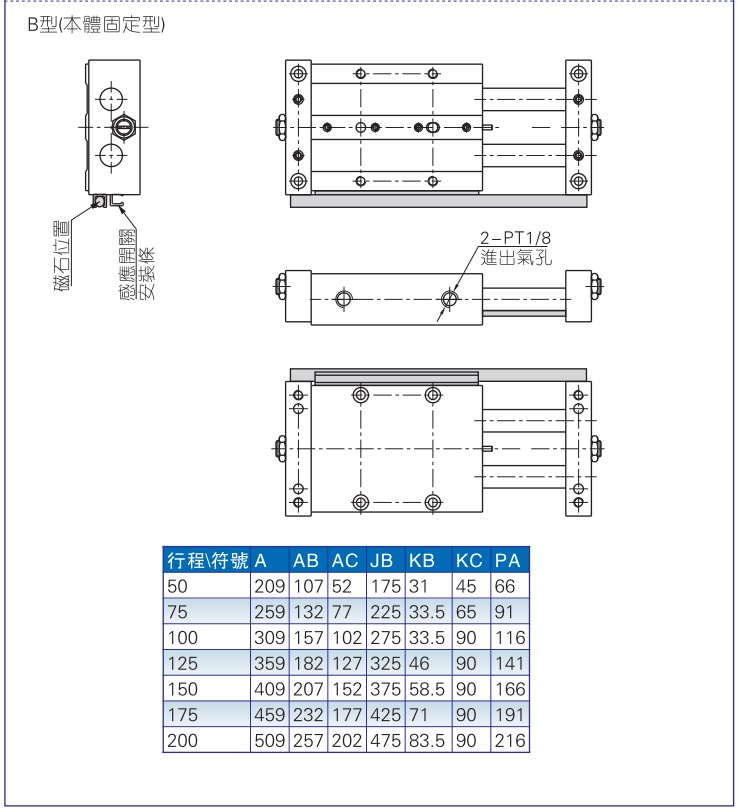 B型(本體固定型)
磁石位置
感應開關
安裝條
2-PT1/8
進出氣孔
行程\符號 A AB AC JB KB KC PA
50 209 107 52 175 31 45 66
75 259 132 77 225 33.5 65 91
100 309 157 102 275 33.5 90 116
125 359 182 127 325 46 90 141
150 409 207 152 375 58.5 90 166
175 459 232 177 425 71 90 191
200 509 257 202 475 83.5 90 216